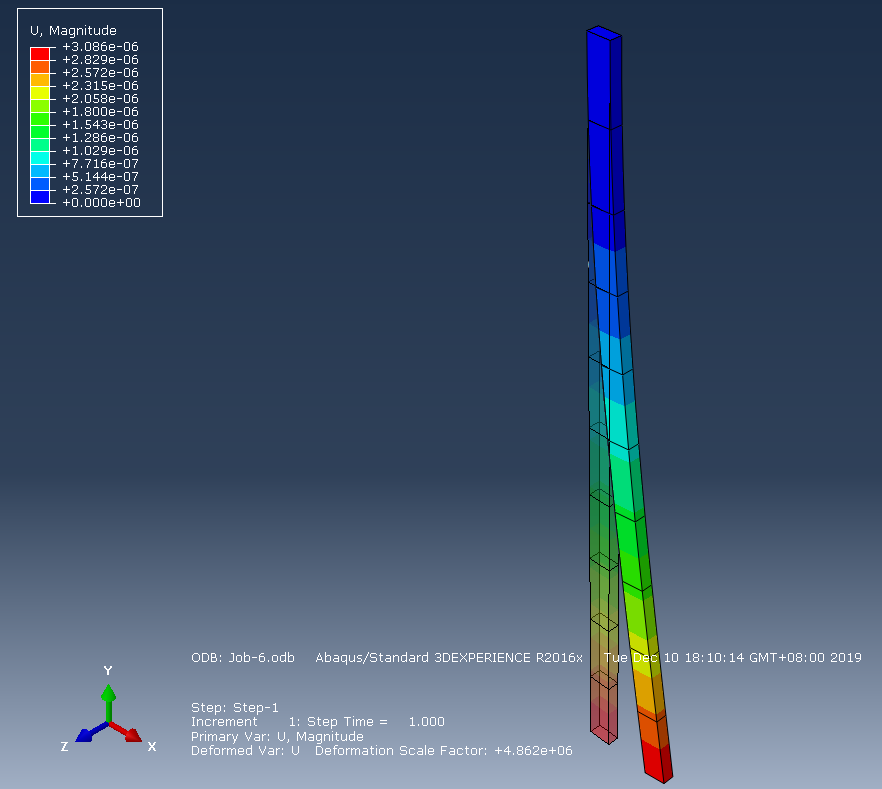 U, Magnitude
+3.086e-06
+2.829e-06
+2.572e-06
+2.315e-06
+2.058e-06
+1.800e-06
+1.543e-06
+1.286e-06
+1.029e-06
+7.716e-07
+5.144e-07
+2.572e-07
+0.000e+00
ODB: Job-6.odb Abaqus/Standard 3DEXPERIENCE R2016x Tue Dec 10 18:10:14 GMT+08:00 2019
Y
Z
X
Step: Step-1
Increment 1: Step Time = 1.000
Primary Var: U, Magnitude
Deformed Var: U Deformation Scale Factor: +4.862e+06